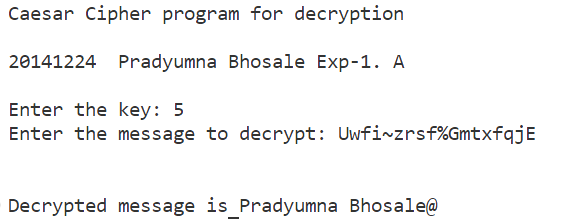 Caesar Cipher program for decryption
20141224  Pradyumna Bhosale Exp-1. A
Enter the key: 5
Enter the message to decrypt: Uwfi~zrsf%GmtxfqjE
Decrypted message is_Pradyumna Bhosale@